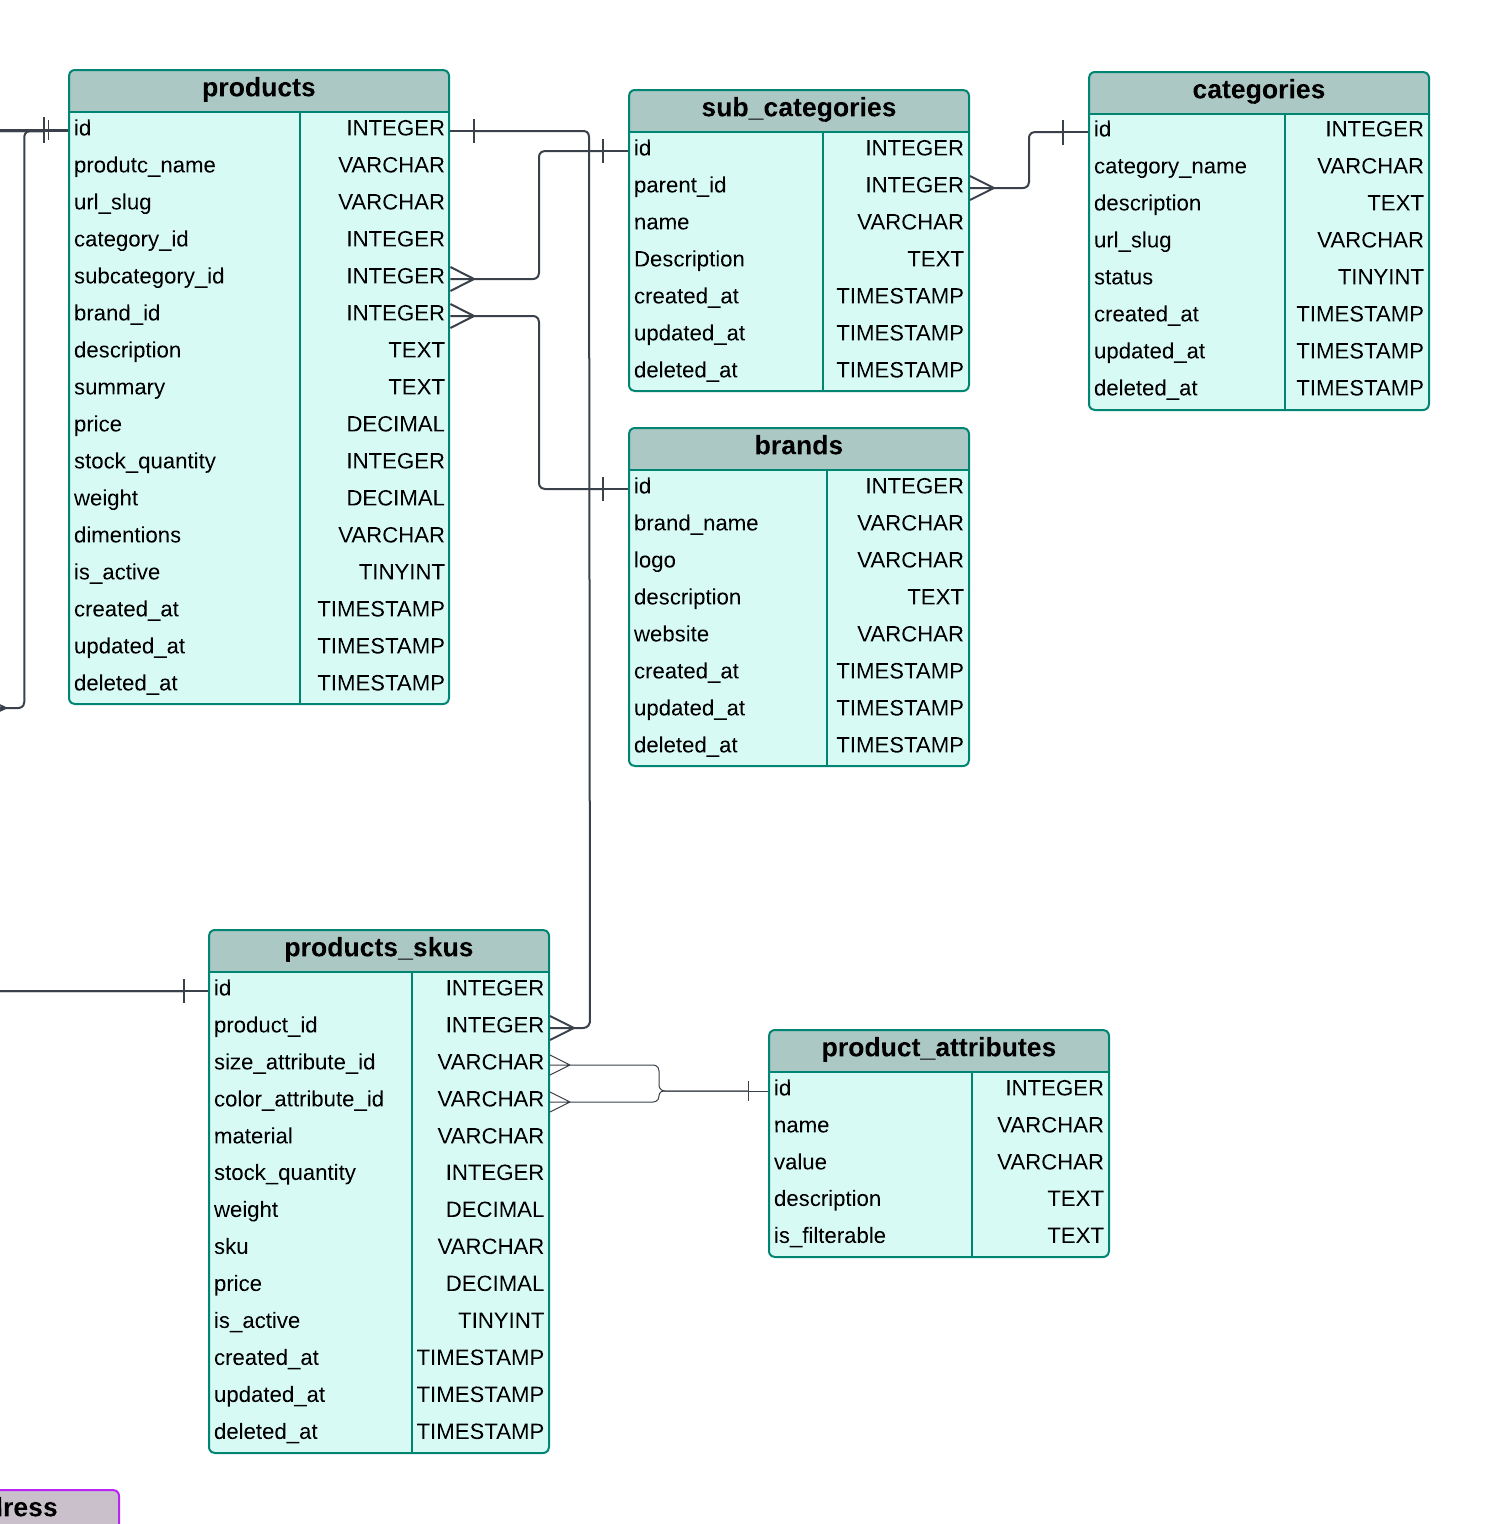 products
id INTEGER
produtc_name VARCHAR
url_slug VARCHAR
category_id INTEGER
subcategory_id INTEGER
brand_id INTEGER
description TEXT
summary TEXT
price DECIMAL
stock_quantity INTEGER
weight DECIMAL
dimentions VARCHAR
is_active TINYINT
created_at TIMESTAMP
updated_at TIMESTAMP
deleted_at TIMESTAMP
sub_categories
id INTEGER
parent_id INTEGER
name VARCHAR
Description TEXT
created_at TIMESTAMP
updated_at TIMESTAMP
deleted_at TIMESTAMP
categories
id INTEGER
category_name VARCHAR
description TEXT
url_slug VARCHAR
status TINYINT
created_at TIMESTAMP
updated_at TIMESTAMP
deleted_at TIMESTAMP
brands
id INTEGER
brand_name VARCHAR
logo VARCHAR
description TEXT
website VARCHAR
created_at TIMESTAMP
updated_at TIMESTAMP
deleted_at TIMESTAMP
products_skus
id INTEGER
product_id INTEGER
size_attribute_id VARCHAR
color_attribute_id VARCHAR
material VARCHAR
stock_quantity INTEGER
weight DECIMAL
sku VARCHAR
price DECIMAL
is_active TINYINT
created_at TIMESTAMP
updated_at TIMESTAMP
deleted_at TIMESTAMP
product_attributes
id INTEGER
name VARCHAR
value VARCHAR
description TEXT
is_filterable TEXT